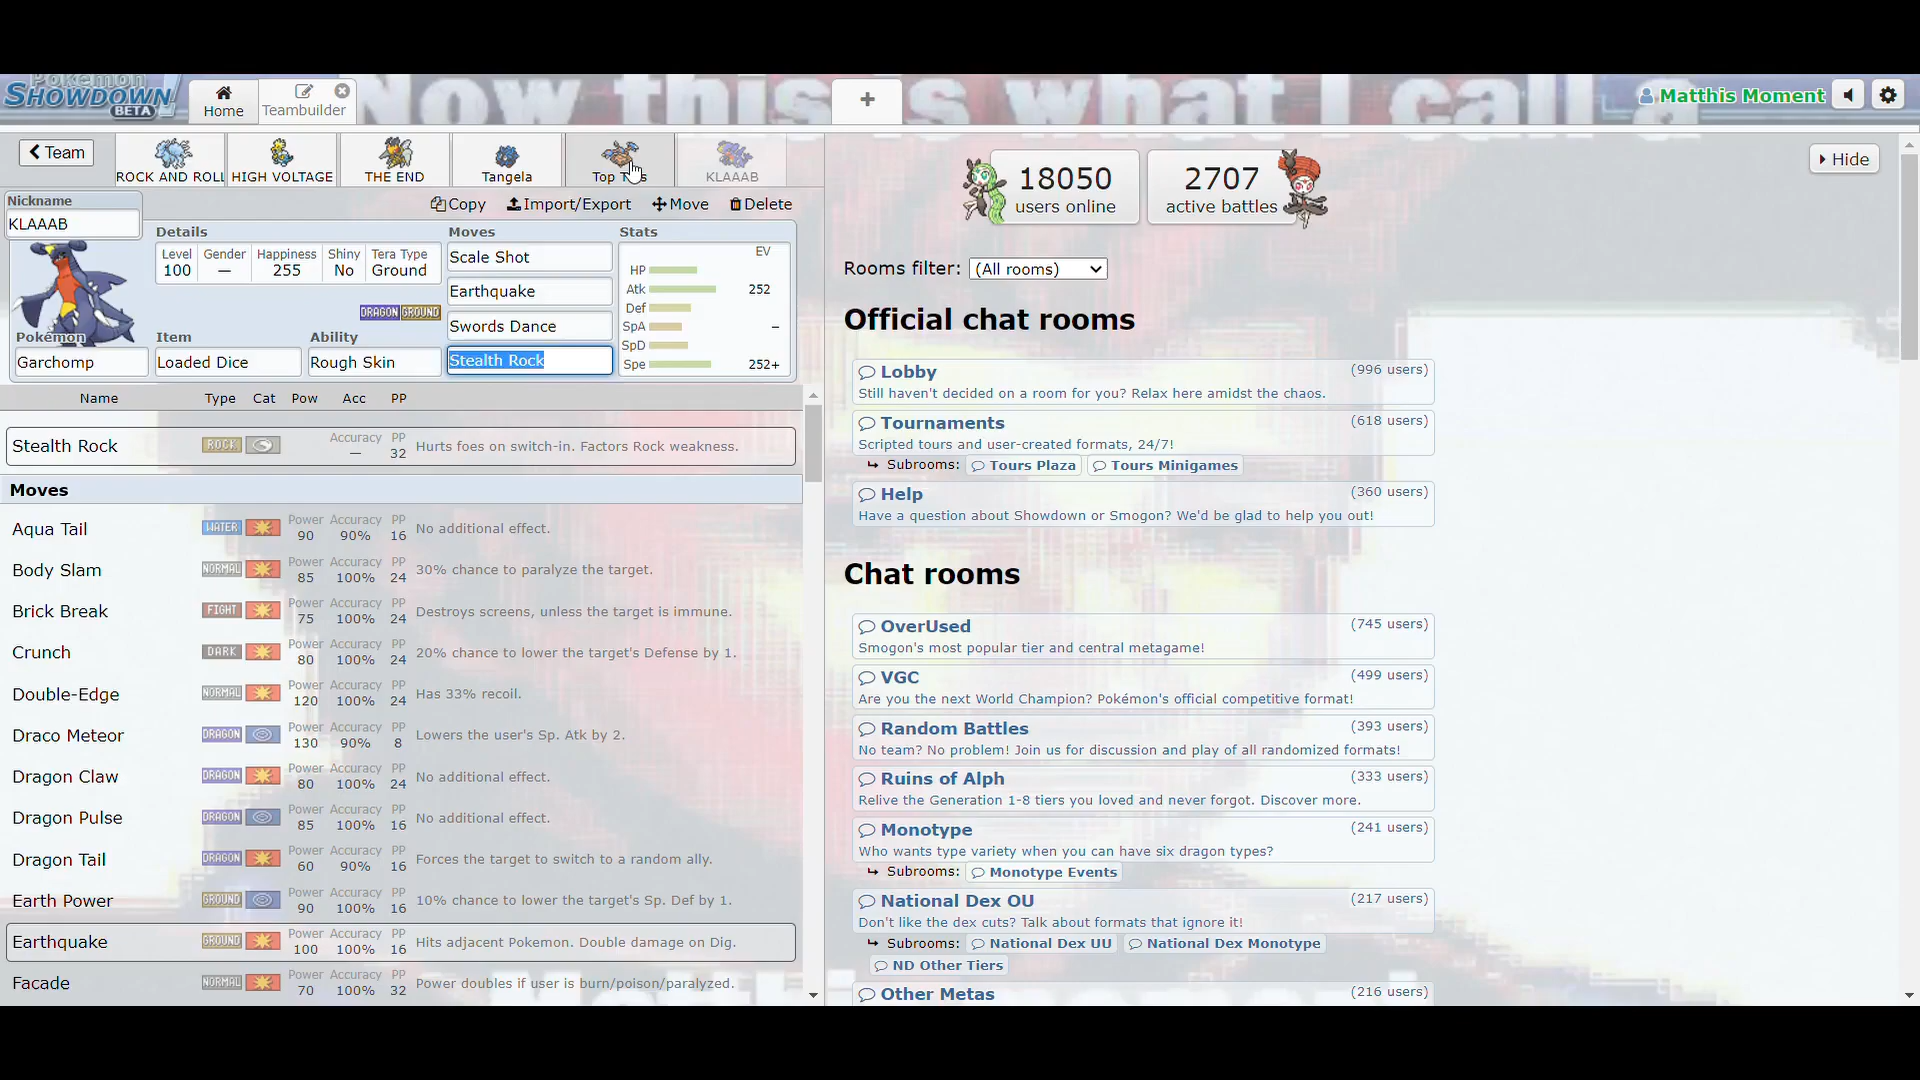 Now this is what I call a
Pokémon
SHOWDOWN!
BETA
Home
Teambuilder
+
Matthis Moment
Team
ROCK AND ROLL
HIGH VOLTAGE
THE END
Tangela
Top
KLAAAB
Hide
Nickname
KLAAAB
Copy Import/Export Move Delete
Details
Level Gender Happiness Shiny Tera Type
100 — 255 No Ground
DRAGON GROUND
Pokémon Item Ability
Garchomp Loaded Dice Rough Skin
Moves
Scale Shot
Earthquake
Swords Dance
Stealth Rock
Stats
EV
HP
Atk 252
Def
SpA –
SpD
Spe 252+
Name Type Cat Pow Acc PP
Stealth Rock ROCK Accuracy — PP 32 Hurts foes on switch-in. Factors Rock weakness.
Moves
Aqua Tail WATER Power 90 Accuracy 90% PP 16 No additional effect.
Body Slam NORMAL Power 85 Accuracy 100% PP 24 30% chance to paralyze the target.
Brick Break FIGHT Power 75 Accuracy 100% PP 24 Destroys screens, unless the target is immune.
Crunch DARK Power 80 Accuracy 100% PP 24 20% chance to lower the target's Defense by 1.
Double-Edge NORMAL Power 120 Accuracy 100% PP 24 Has 33% recoil.
Draco Meteor DRAGON Power 130 Accuracy 90% PP 8 Lowers the user's Sp. Atk by 2.
Dragon Claw DRAGON Power 80 Accuracy 100% PP 24 No additional effect.
Dragon Pulse DRAGON Power 85 Accuracy 100% PP 16 No additional effect.
Dragon Tail DRAGON Power 60 Accuracy 90% PP 16 Forces the target to switch to a random ally.
Earth Power GROUND Power 90 Accuracy 100% PP 16 10% chance to lower the target's Sp. Def by 1.
Earthquake GROUND Power 100 Accuracy 100% PP 16 Hits adjacent Pokemon. Double damage on Dig.
Facade NORMAL Power 70 Accuracy 100% PP 32 Power doubles if user is burn/poison/paralyzed.
18050
users online
2707
active battles
Rooms filter: (All rooms)
Official chat rooms
Lobby (996 users)
Still haven't decided on a room for you? Relax here amidst the chaos.
Tournaments (618 users)
Scripted tours and user-created formats, 24/7!
Subrooms: Tours Plaza Tours Minigames
Help (360 users)
Have a question about Showdown or Smogon? We'd be glad to help you out!
Chat rooms
OverUsed (745 users)
Smogon's most popular tier and central metagame!
VGC (499 users)
Are you the next World Champion? Pokémon's official competitive format!
Random Battles (393 users)
No team? No problem! Join us for discussion and play of all randomized formats!
Ruins of Alph (333 users)
Relive the Generation 1-8 tiers you loved and never forgot. Discover more.
Monotype (241 users)
Who wants type variety when you can have six dragon types?
Subrooms: Monotype Events
National Dex OU (217 users)
Don't like the dex cuts? Talk about formats that ignore it!
Subrooms: National Dex UU National Dex Monotype
ND Other Tiers
Other Metas (216 users)